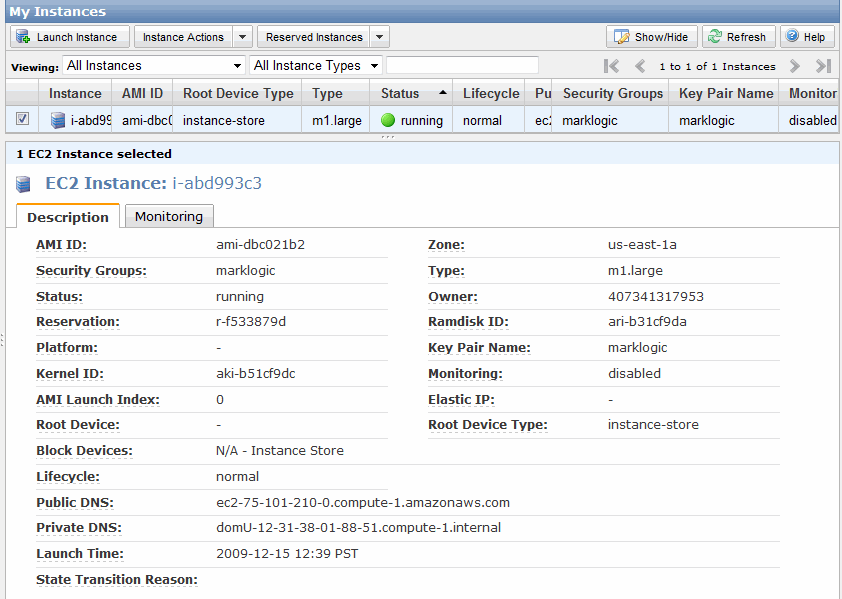 My Instances
Launch Instance Instance Actions Reserved Instances Show/Hide Refresh Help
Viewing: All Instances All Instance Types 1 to 1 of 1 Instances
Instance AMI ID Root Device Type Type Status Lifecycle Pu Security Groups Key Pair Name Monitor
i-abd99 ami-dbc0 instance-store m1.large running normal ec2 marklogic marklogic disabled
1 EC2 Instance selected
EC2 Instance: i-abd993c3
Description Monitoring
AMI ID: ami-dbc021b2 Zone: us-east-1a
Security Groups: marklogic Type: m1.large
Status: running Owner: 407341317953
Reservation: r-f533879d Ramdisk ID: ari-b31cf9da
Platform: - Key Pair Name: marklogic
Kernel ID: aki-b51cf9dc Monitoring: disabled
AMI Launch Index: 0 Elastic IP: -
Root Device: - Root Device Type: instance-store
Block Devices: N/A - Instance Store
Lifecycle: normal
Public DNS: ec2-75-101-210-0.compute-1.amazonaws.com
Private DNS: domU-12-31-38-01-88-51.compute-1.internal
Launch Time: 2009-12-15 12:39 PST
State Transition Reason: